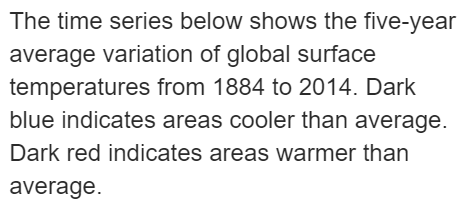 The time series below shows the five-year
average variation of global surface
temperatures from 1884 to 2014. Dark
blue indicates areas cooler than average.
Dark red indicates areas warmer than
average.